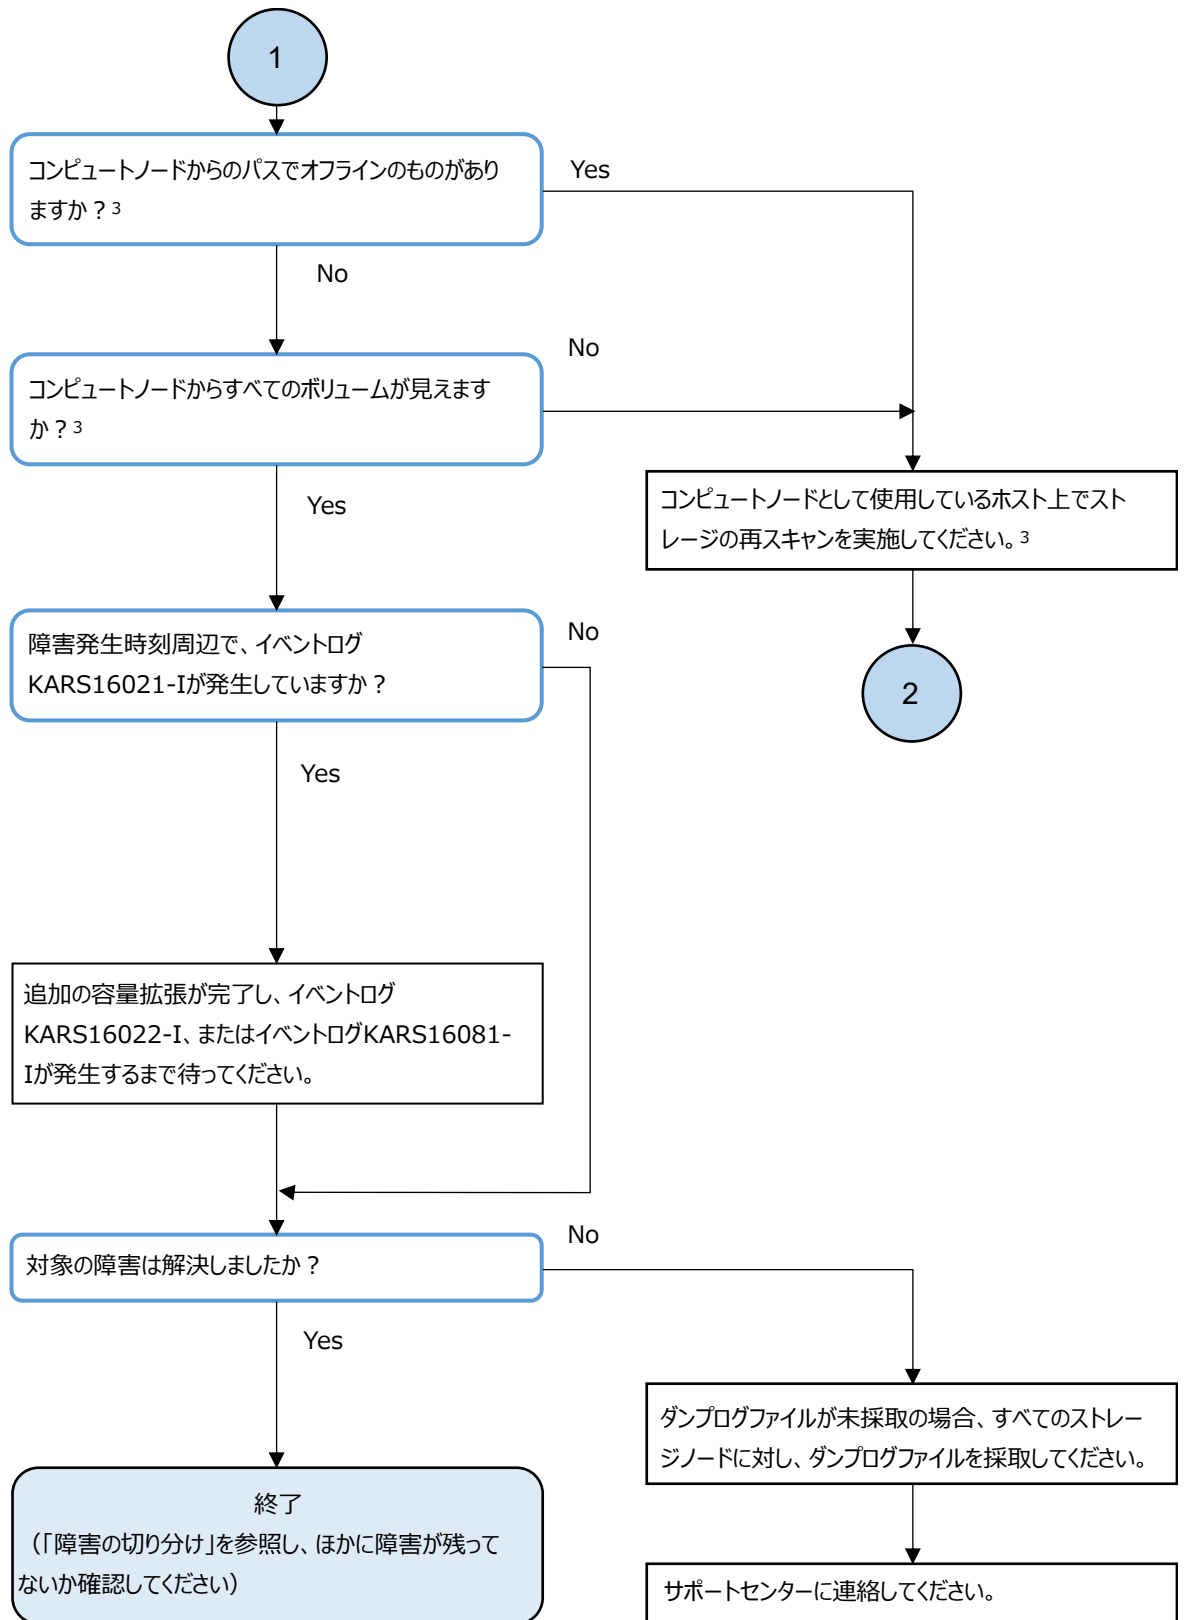 1
コンピュートノードからのパスでオフラインのものがあり
ますか？3
Yes
No
コンピュートノードからすべてのボリュームが見えます
か？3
No
Yes
コンピュートノードとして使用しているホスト上でスト
レージの再スキャンを実施してください。3
2
障害発生時刻周辺で、イベントログ
KARS16021-Iが発生していますか？
No
Yes
追加の容量拡張が完了し、イベントログ
KARS16022-I、またはイベントログKARS16081-
Iが発生するまで待ってください。
対象の障害は解決しましたか？
No
Yes
ダンプログファイルが未採取の場合、すべてのストレー
ジノードに対し、ダンプログファイルを採取してください。
終了
（「障害の切り分け」を参照し、ほかに障害が残って
ないか確認してください）
サポートセンターに連絡してください。